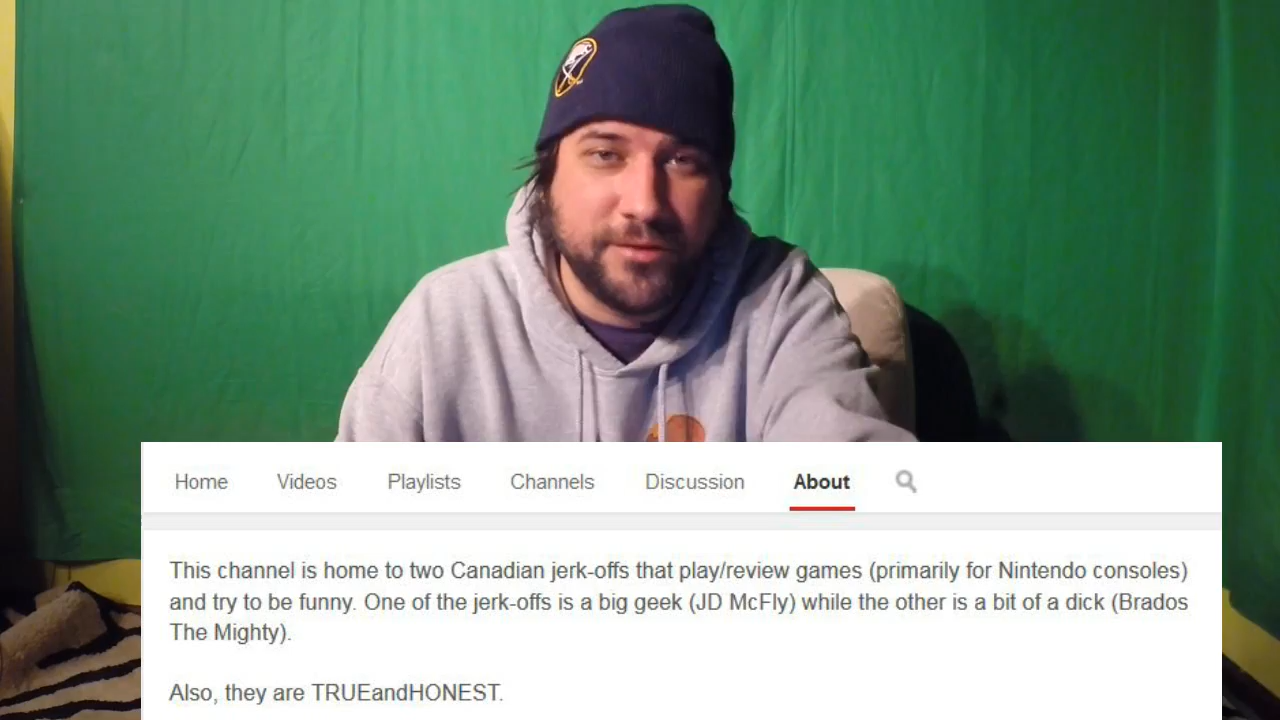 Home Videos Playlists Channels Discussion About
This channel is home to two Canadian jerk-offs that play/review games (primarily for Nintendo consoles)
and try to be funny. One of the jerk-offs is a big geek (JD McFly) while the other is a bit of a dick (Brados
The Mighty).
Also, they are TRUEandHONEST.